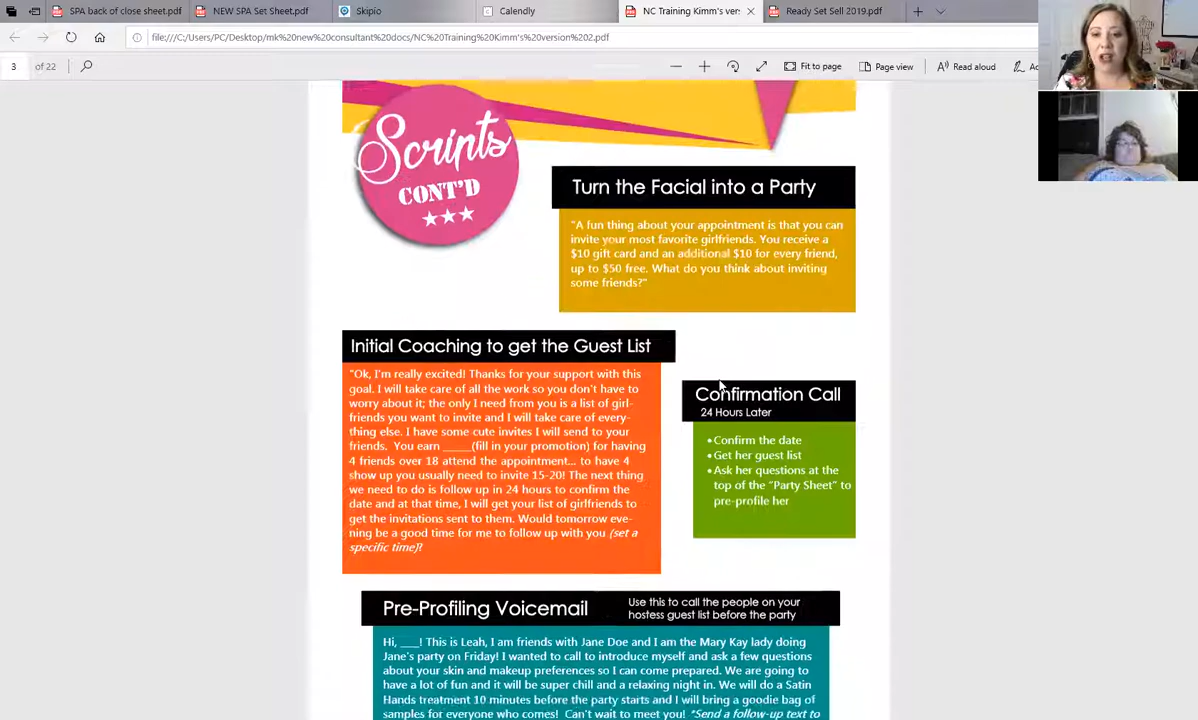 SPA back of close sheet.pdf
NEW SPA Set Sheet.pdf
Skipio
Calendly
NC Training Kimm's ver
Ready Set Sell 2019.pdf
file:///C:/Users/PC/Desktop/mk%20new%20consultant%20docs/NC%20Training%20Kimm's%20version%202.pdf
3 of 22
Fit to page
Page view
Read aloud
Scripts
CONT'D
Turn the Facial into a Party
"A fun thing about your appointment is that you can
invite your most favorite girlfriends. You receive a
$10 gift card and an additional $10 for every friend,
up to $50 free. What do you think about inviting
some friends?"
Initial Coaching to get the Guest List
"Ok, I'm really excited! Thanks for your support with this
goal. I will take care of all the work so you don't have to
worry about it; the only I need from you is a list of girl-
friends you want to invite and I will take care of every-
thing else. I have some cute invites I will send to your
friends. You earn _____(fill in your promotion) for having
4 friends over 18 attend the appointment... to have 4
show up you usually need to invite 15-20! The next thing
we need to do is follow up in 24 hours to confirm the
date and at that time, I will get your list of girlfriends to
get the invitations sent to them. Would tomorrow eve-
ning be a good time for me to follow up with you (set a
specific time)?
Confirmation Call
24 Hours Later
•Confirm the date
•Get her guest list
•Ask her questions at the
top of the "Party Sheet" to
pre-profile her
Pre-Profiling Voicemail
Use this to call the people on your
hostess guest list before the party
Hi, ___! This is Leah, I am friends with Jane Doe and I am the Mary Kay lady doing
Jane's party on Friday! I wanted to call to introduce myself and ask a few questions
about your skin and makeup preferences so I can come prepared. We are going to
have a lot of fun and it will be super chill and a relaxing night in. We will do a Satin
Hands treatment 10 minutes before the party starts and I will bring a goodie bag of
samples for everyone who comes! Can't wait to meet you! *Send a follow-up text to